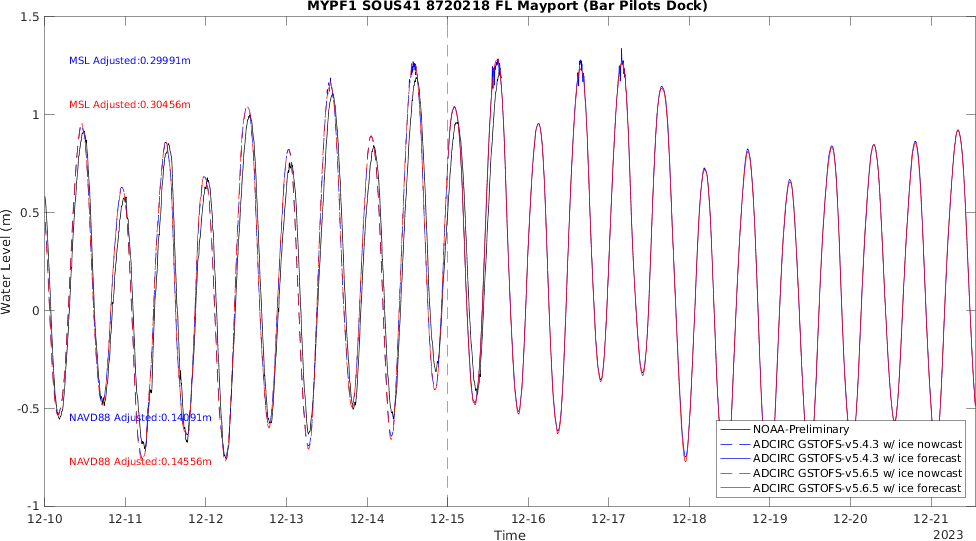 MYPF1 SOUS41 8720218 FL Mayport (Bar Pilots Dock)
1.5
1
0.5
0
-0.5
-1
Water Level (m)
MSL Adjusted:0.29991m
MSL Adjusted:0.30456m
NAVD88 Adjusted:0.14091m
NAVD88 Adjusted:0.14556m
NOAA-Preliminary
ADCIRC GSTOFS-v5.4.3 w/ ice nowcast
ADCIRC GSTOFS-v5.4.3 w/ ice forecast
ADCIRC GSTOFS-v5.6.5 w/ ice nowcast
ADCIRC GSTOFS-v5.6.5 w/ ice forecast
12-10 12-11 12-12 12-13 12-14 12-15 12-16 12-17 12-18 12-19 12-20 12-21
2023
Time